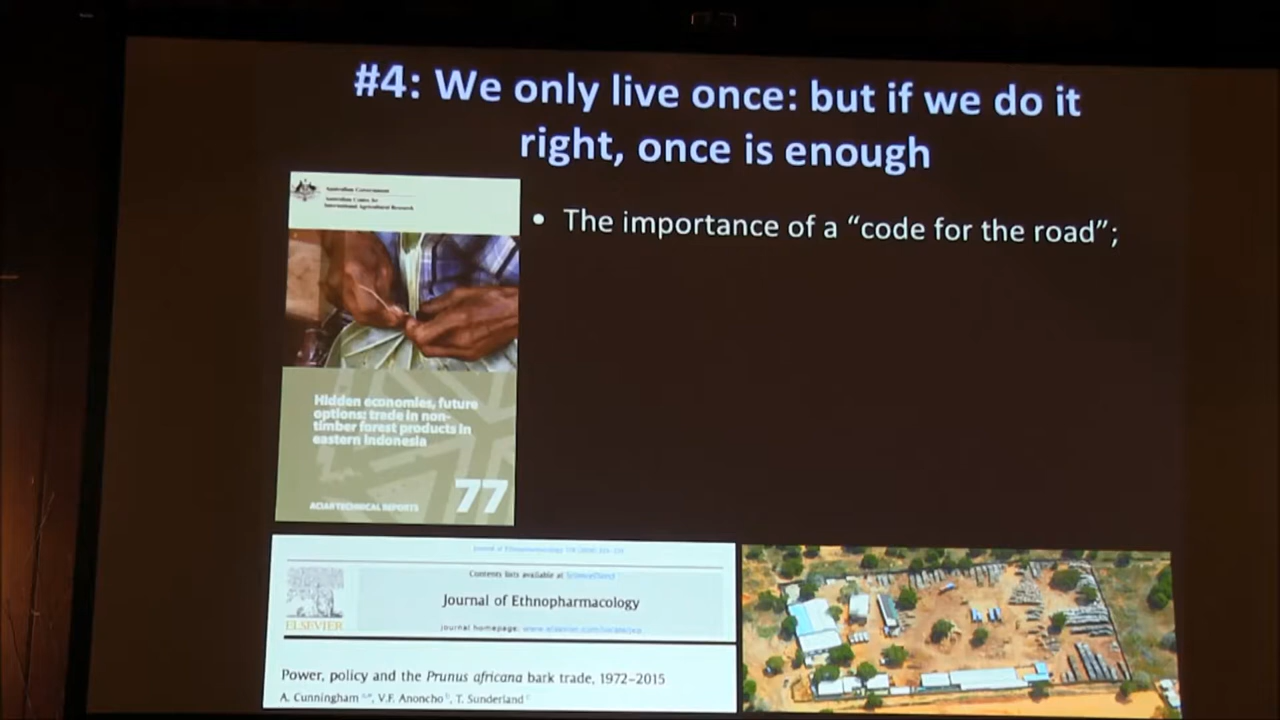 #4: We only live once: but if we do it
right, once is enough
• The importance of a “code for the road”;
Australian Government
Australian Centre for
International Agricultural Research
Hidden economies, future
options: trade in non-
timber forest products in
eastern Indonesia
ACIAR TECHNICAL REPORTS
77
Journal of Ethnopharmacology
Contents lists available at ScienceDirect
Journal of Ethnopharmacology
journal homepage: www.elsevier.com/locate/jep
ELSEVIER
Power, policy and the Prunus africana bark trade, 1972–2015
A. Cunningham, V.F. Anoncho, T. Sunderland